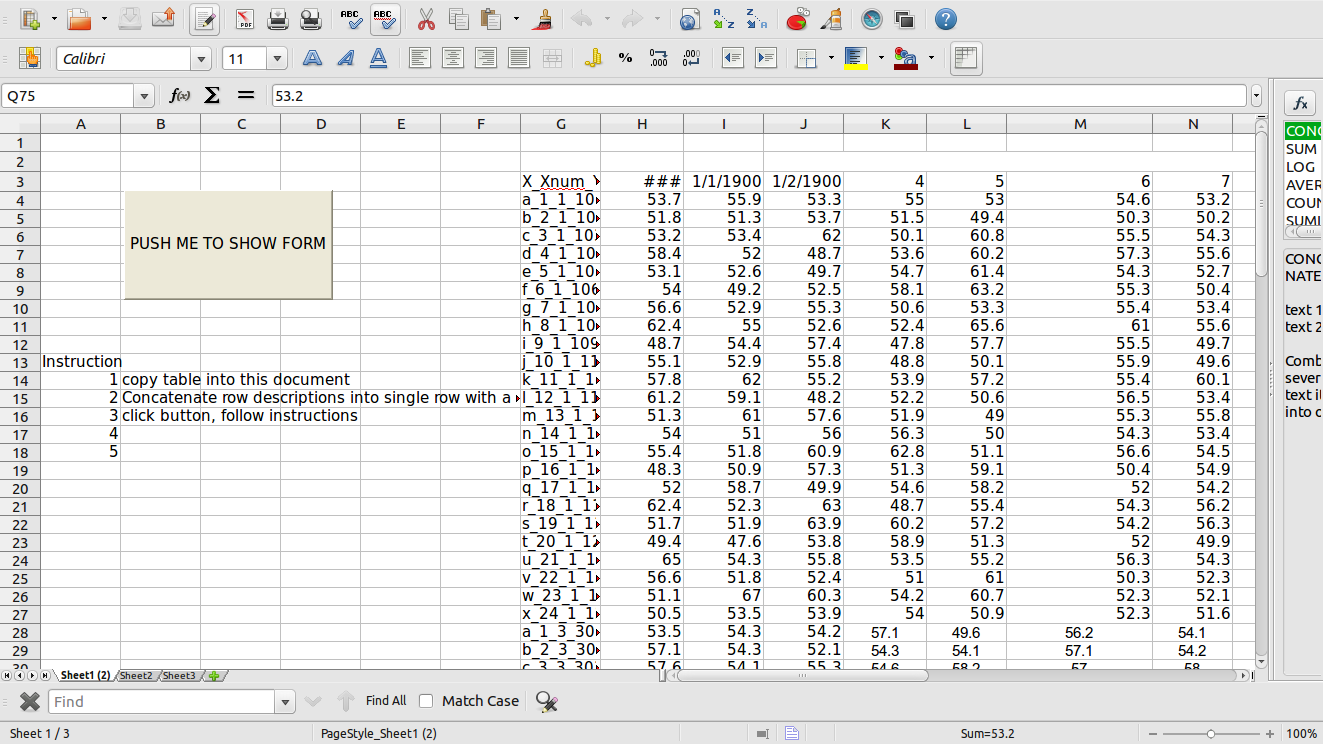 ABC ABC
Calibri 11
Q75 53.2
A B C D E F G H I J K L M N
1
2
3 X_Xnum_ ### 1/1/1900 1/2/1900 4 5 6 7
4 a_1_1_10 53.7 55.9 53.3 55 53 54.6 53.2
5 b_2_1_10 51.8 51.3 53.7 51.5 49.4 50.3 50.2
6 c_3_1_10 53.2 53.4 62 50.1 60.8 55.5 54.3
PUSH ME TO SHOW FORM
7 d_4_1_10 58.4 52 48.7 53.6 60.2 57.3 55.6
8 e_5_1_10 53.1 52.6 49.7 54.7 61.4 54.3 52.7
9 f_6_1_106 54 49.2 52.5 58.1 63.2 55.3 50.4
10 g_7_1_10 56.6 52.9 55.3 50.6 53.3 55.4 53.4
11 h_8_1_10 62.4 55 52.6 52.4 65.6 61 55.6
12 i_9_1_109 48.7 54.4 57.4 47.8 57.7 55.5 49.7
13 Instruction j_10_1_11 55.1 52.9 55.8 48.8 50.1 55.9 49.6
14 1 copy table into this document k_11_1_1 57.8 62 55.2 53.9 57.2 55.4 60.1
15 2 Concatenate row descriptions into single row with a l_12_1_11 61.2 59.1 48.2 52.4 50.6 56.5 53.4
16 3 click button, follow instructions m_13_1_1 51.3 61 57.6 51.9 49 55.3 55.8
17 4 n_14_1_1 54 51 56 56.3 50 54.3 53.4
18 5 o_15_1_1 55.4 51.8 60.9 62.8 51.1 56.6 54.5
19 p_16_1_1 48.3 50.9 57.3 51.3 59.1 50.4 54.9
20 q_17_1_1 52 58.7 49.9 54.6 58.2 52 54.2
21 r_18_1_1 62.4 52.3 63 48.7 55.4 54.3 56.2
22 s_19_1_1 51.7 51.9 63.9 60.2 57.2 54.2 56.3
23 t_20_1_12 49.4 47.6 53.8 58.9 51.3 52 49.9
24 u_21_1_1 65 54.3 55.8 53.5 55.2 56.3 54.3
25 v_22_1_1 56.6 51.8 52.4 51 61 50.3 52.3
26 w_23_1_1 51.1 67 60.3 54.2 60.7 52.3 52.1
27 x_24_1_1 50.5 53.5 53.9 54 50.9 52.3 51.6
28 a_1_3_30 53.5 54.3 54.2 57.1 49.6 56.2 54.1
29 b_2_3_30 57.1 54.3 52.1 54.3 54.1 57.1 54.2
30 c_3_3_30 57.6 54.1 55.3 54.6 58.2 57 58
fx
CONC
SUM
LOG
AVER
COUN
SUMI
CONC
NATE
text 1
text 2
Comb
sever
text it
into o
Sheet1 (2) Sheet2 Sheet3
Find Find All Match Case
Sheet 1 / 3 PageStyle_Sheet1 (2) Sum=53.2 100%